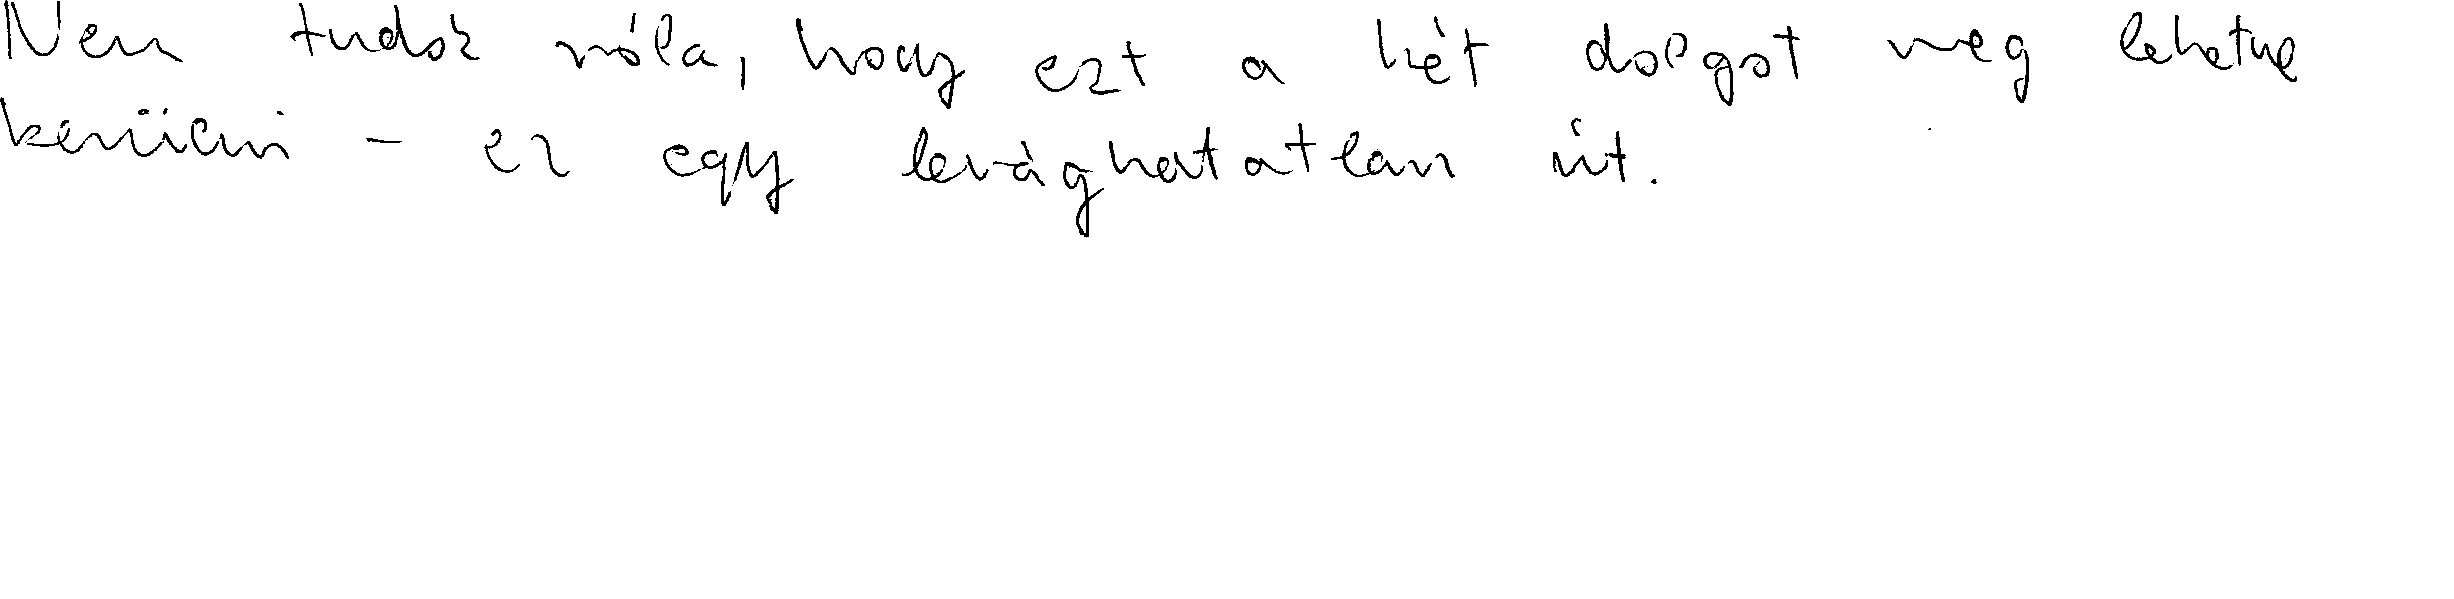 Nem tudok róla, hogy ezt a két dolgot meg lehetne
kerülni - ez egy levághatatlan út.